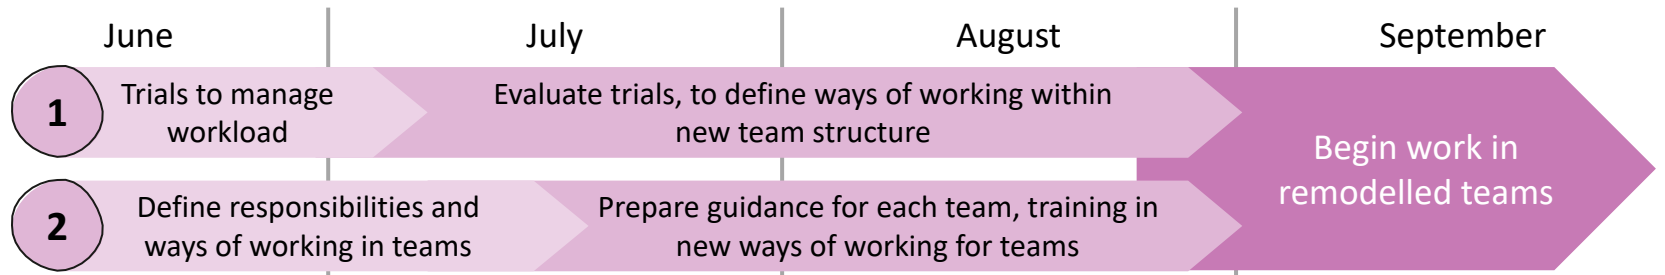 June
July
August
September
1
Trials to manage
workload
Evaluate trials, to define ways of working within
new team structure
Begin work in
remodelled teams
2
Define responsibilities and
ways of working in teams
Prepare guidance for each team, training in
new ways of working for teams